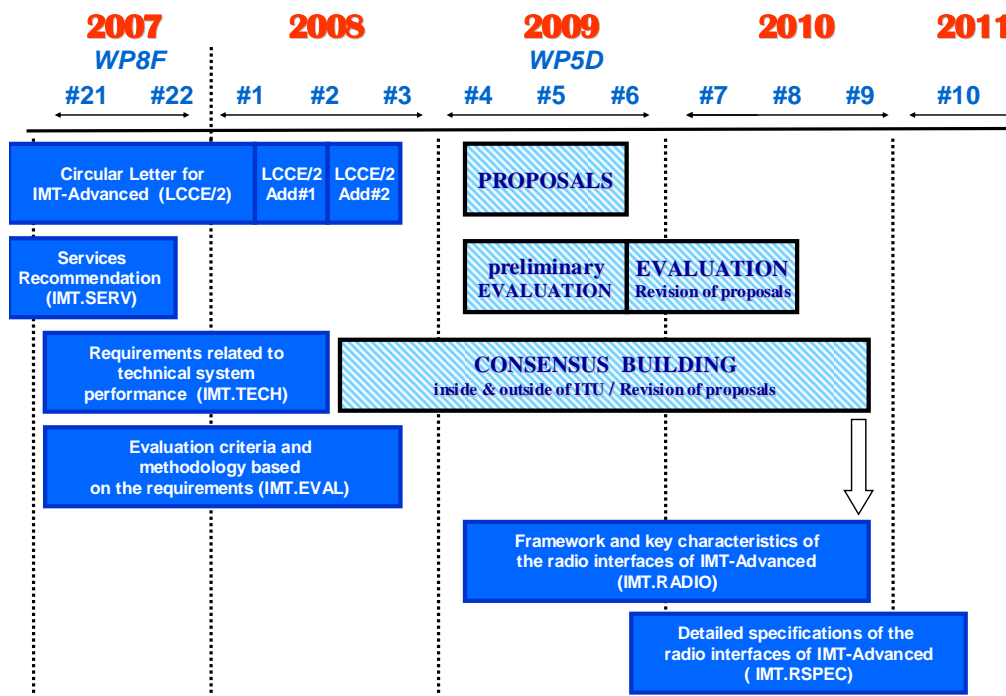 2007 2008 2009 2010 2011
WP8F WP5D
#21 #22 #1 #2 #3 #4 #5 #6 #7 #8 #9 #10
Circular Letter for
IMT-Advanced (LCCE/2)
LCCE/2
Add#1
LCCE/2
Add#2
PROPOSALS
Services
Recommendation
(IMT.SERV)
preliminary
EVALUATION
EVALUATION
Revision of proposals
Requirements related to
technical system
performance (IMT.TECH)
CONSENSUS BUILDING
inside & outside of ITU / Revision of proposals
Evaluation criteria and
methodology based
on the requirements (IMT.EVAL)
Framework and key characteristics of
the radio interfaces of IMT-Advanced
(IMT.RADIO)
Detailed specifications of the
radio interfaces of IMT-Advanced
( IMT.RSPEC)